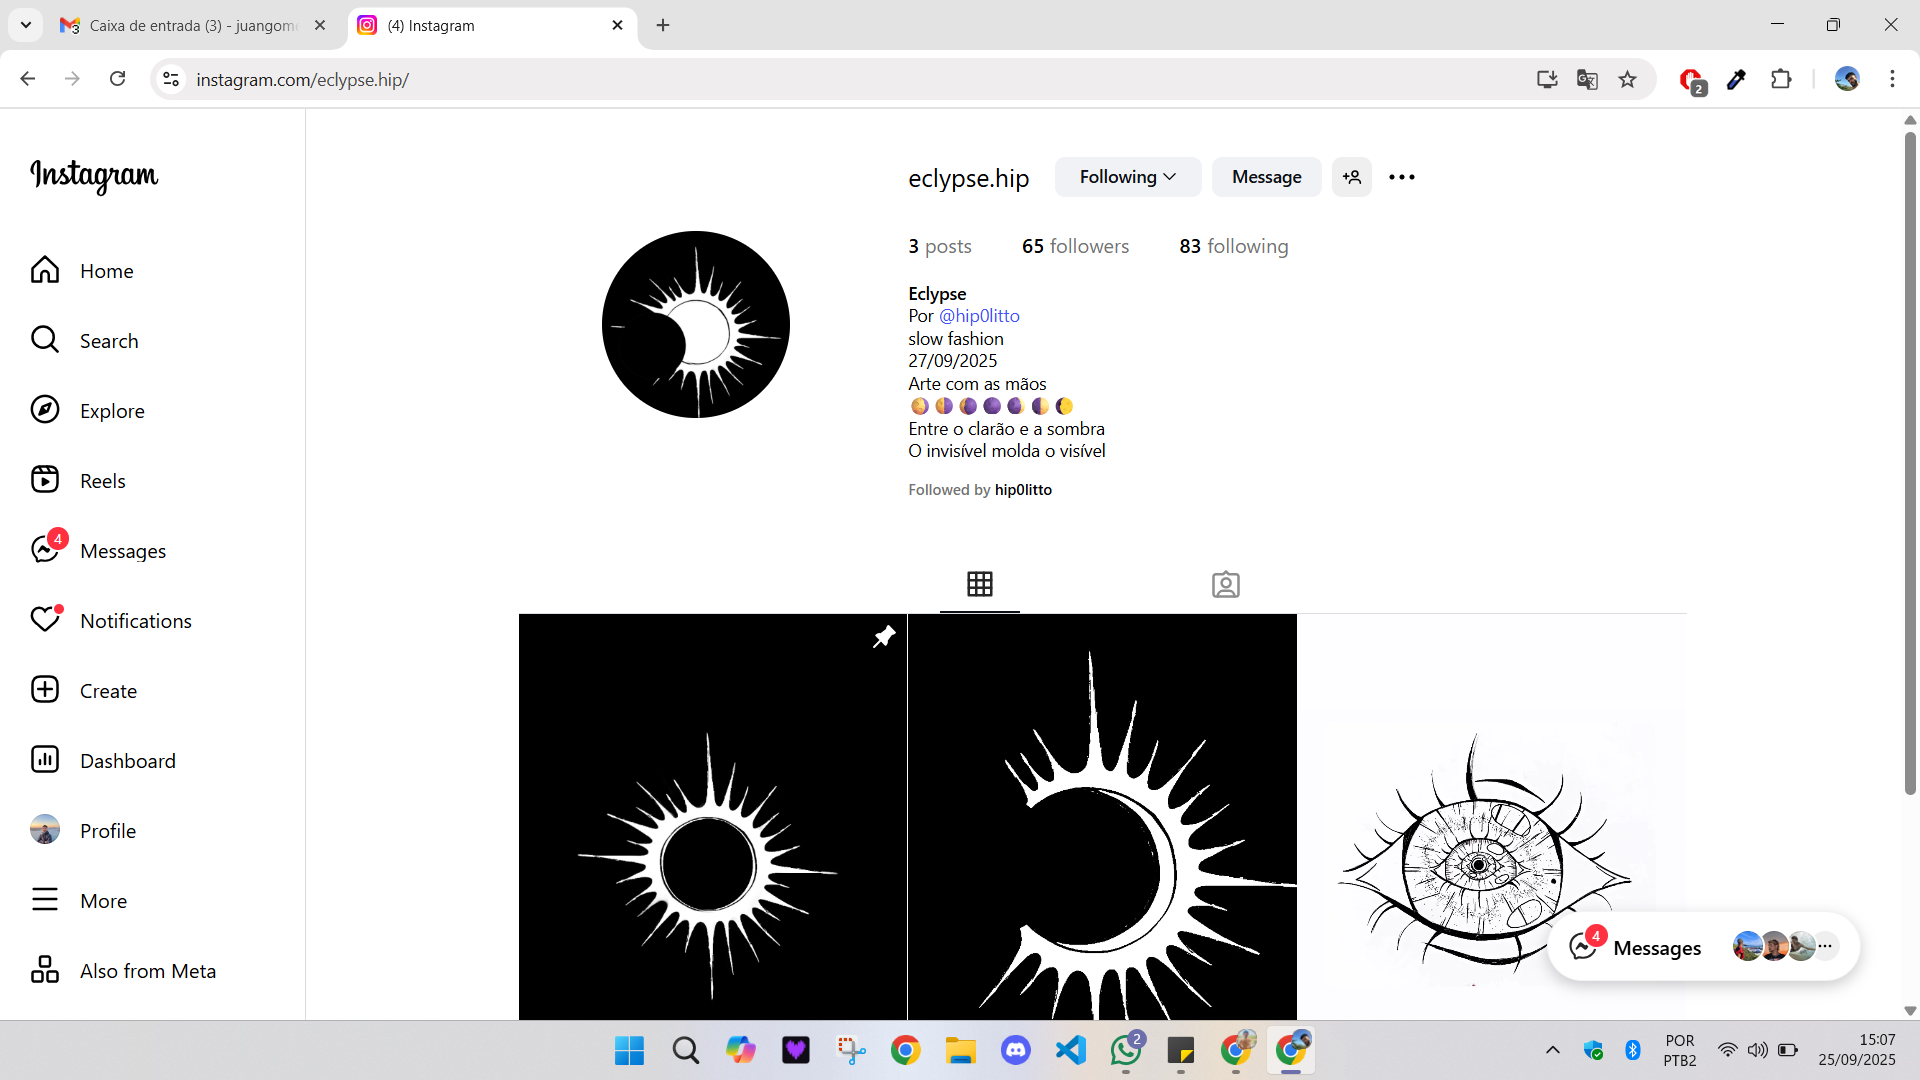 Caixa de entrada (3) - juangom
(4) Instagram
instagram.com/eclypse.hip/
2
Instagram
Home
Search
Explore
Reels
4
Messages
Notifications
Create
Dashboard
Profile
More
Also from Meta
eclypse.hip
Following
Message
3 posts
65 followers
83 following
Eclypse
Por @hip0litto
slow fashion
27/09/2025
Arte com as mãos
Entre o clarão e a sombra
O invisível molda o visível
Followed by hip0litto
4
Messages
2
POR
PTB2
15:07
25/09/2025